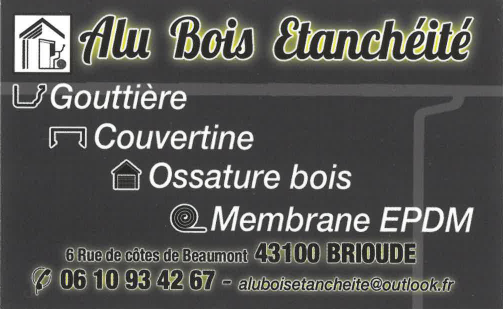 Alu Bois Etanchéité
Gouttière
Couvertine
Ossature bois
Membrane EPDM
6 Rue de côtes de Beaumont 43100 BRIOUDE
06 10 93 42 67 - aluboisetancheite@outlook.fr